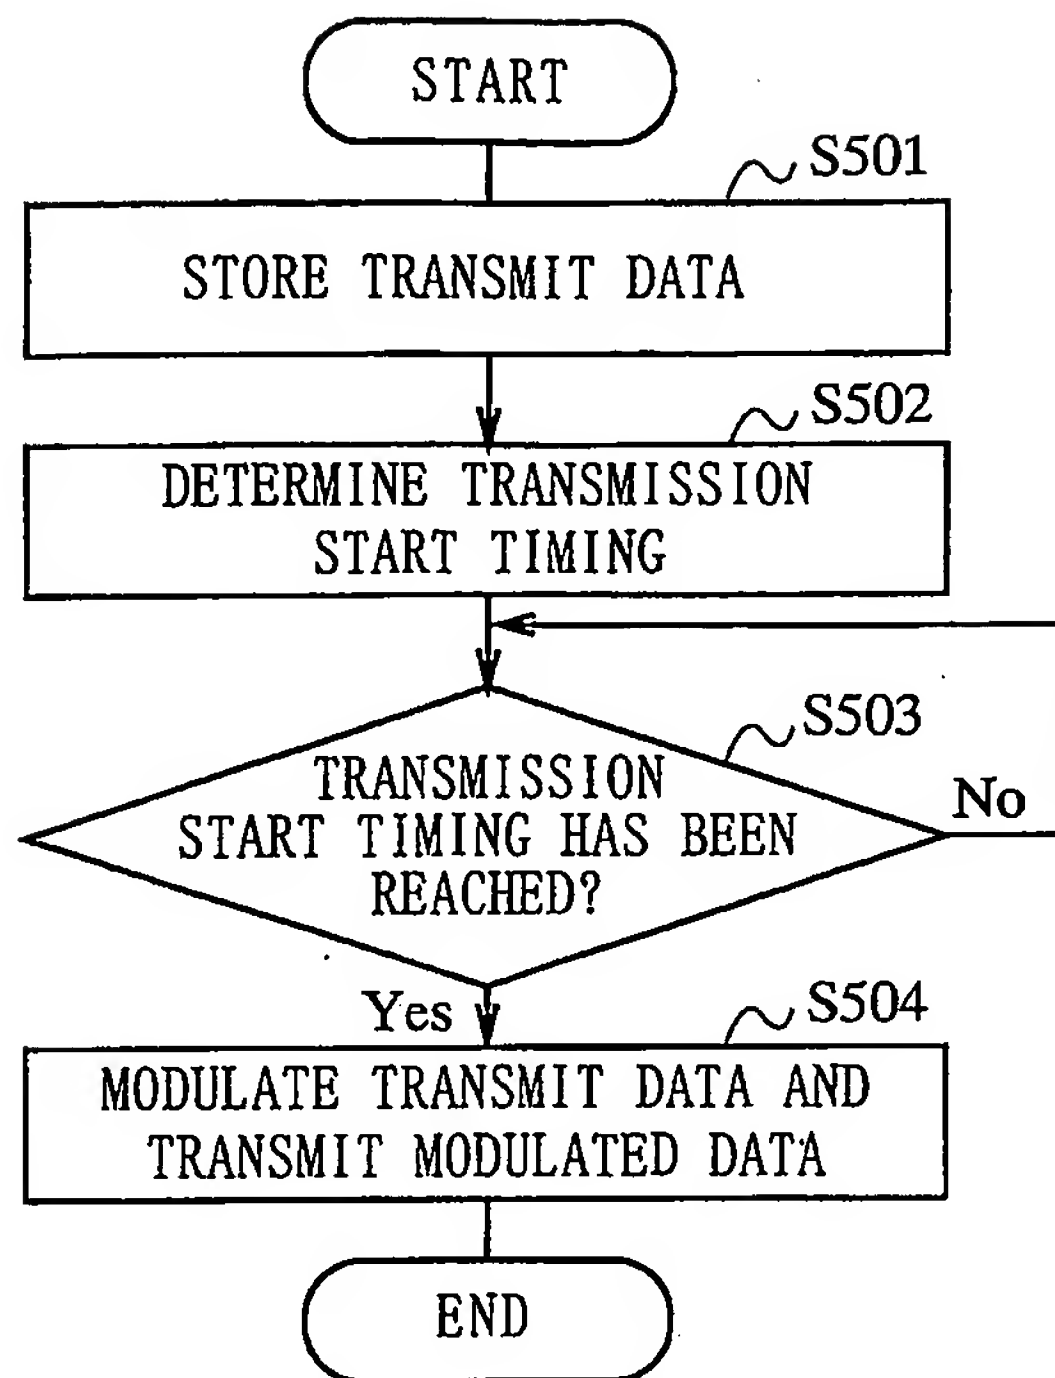 START
S501
STORE TRANSMIT DATA
S502
DETERMINE TRANSMISSION
START TIMING
S503
TRANSMISSION
START TIMING HAS BEEN
REACHED?
No
Yes
S504
MODULATE TRANSMIT DATA AND
TRANSMIT MODULATED DATA
END